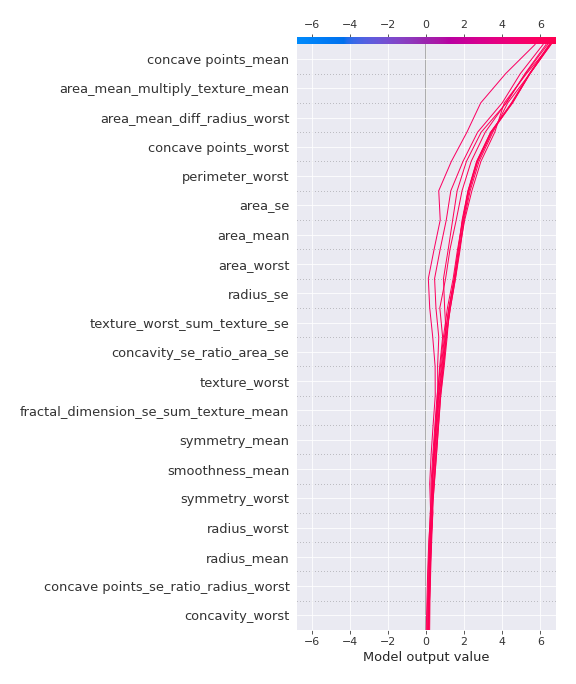 −6 −4 −2 0 2 4 6
concave points_mean
area_mean_multiply_texture_mean
area_mean_diff_radius_worst
concave points_worst
perimeter_worst
area_se
area_mean
area_worst
radius_se
texture_worst_sum_texture_se
concavity_se_ratio_area_se
texture_worst
fractal_dimension_se_sum_texture_mean
symmetry_mean
smoothness_mean
symmetry_worst
radius_worst
radius_mean
concave points_se_ratio_radius_worst
concavity_worst
−6 −4 −2 0 2 4 6
Model output value